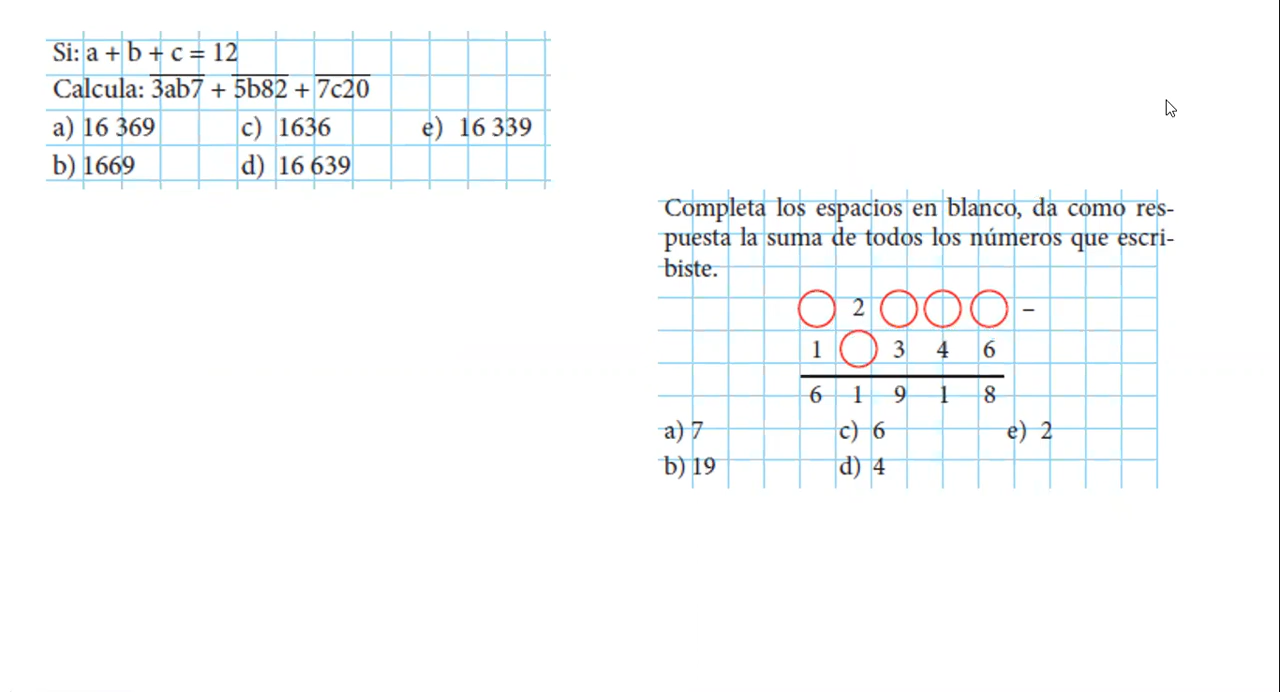 Si: a + b + c = 12
Calcula: 3ab7 + 5b82 + 7c20
a) 16 369 c) 1636 e) 16 339
b) 1669 d) 16 639
Completa los espacios en blanco, da como res-
puesta la suma de todos los números que escri-
biste.
2 –
1 3 4 6
6 1 9 1 8
a) 7 c) 6 e) 2
b) 19 d) 4